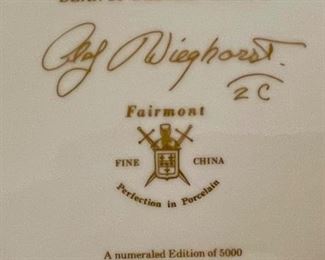 Olaf Wieghorst.
2C
Fairmont
FINE CHINA
Perfection in Porcelain
A numeraled Edition of 5000